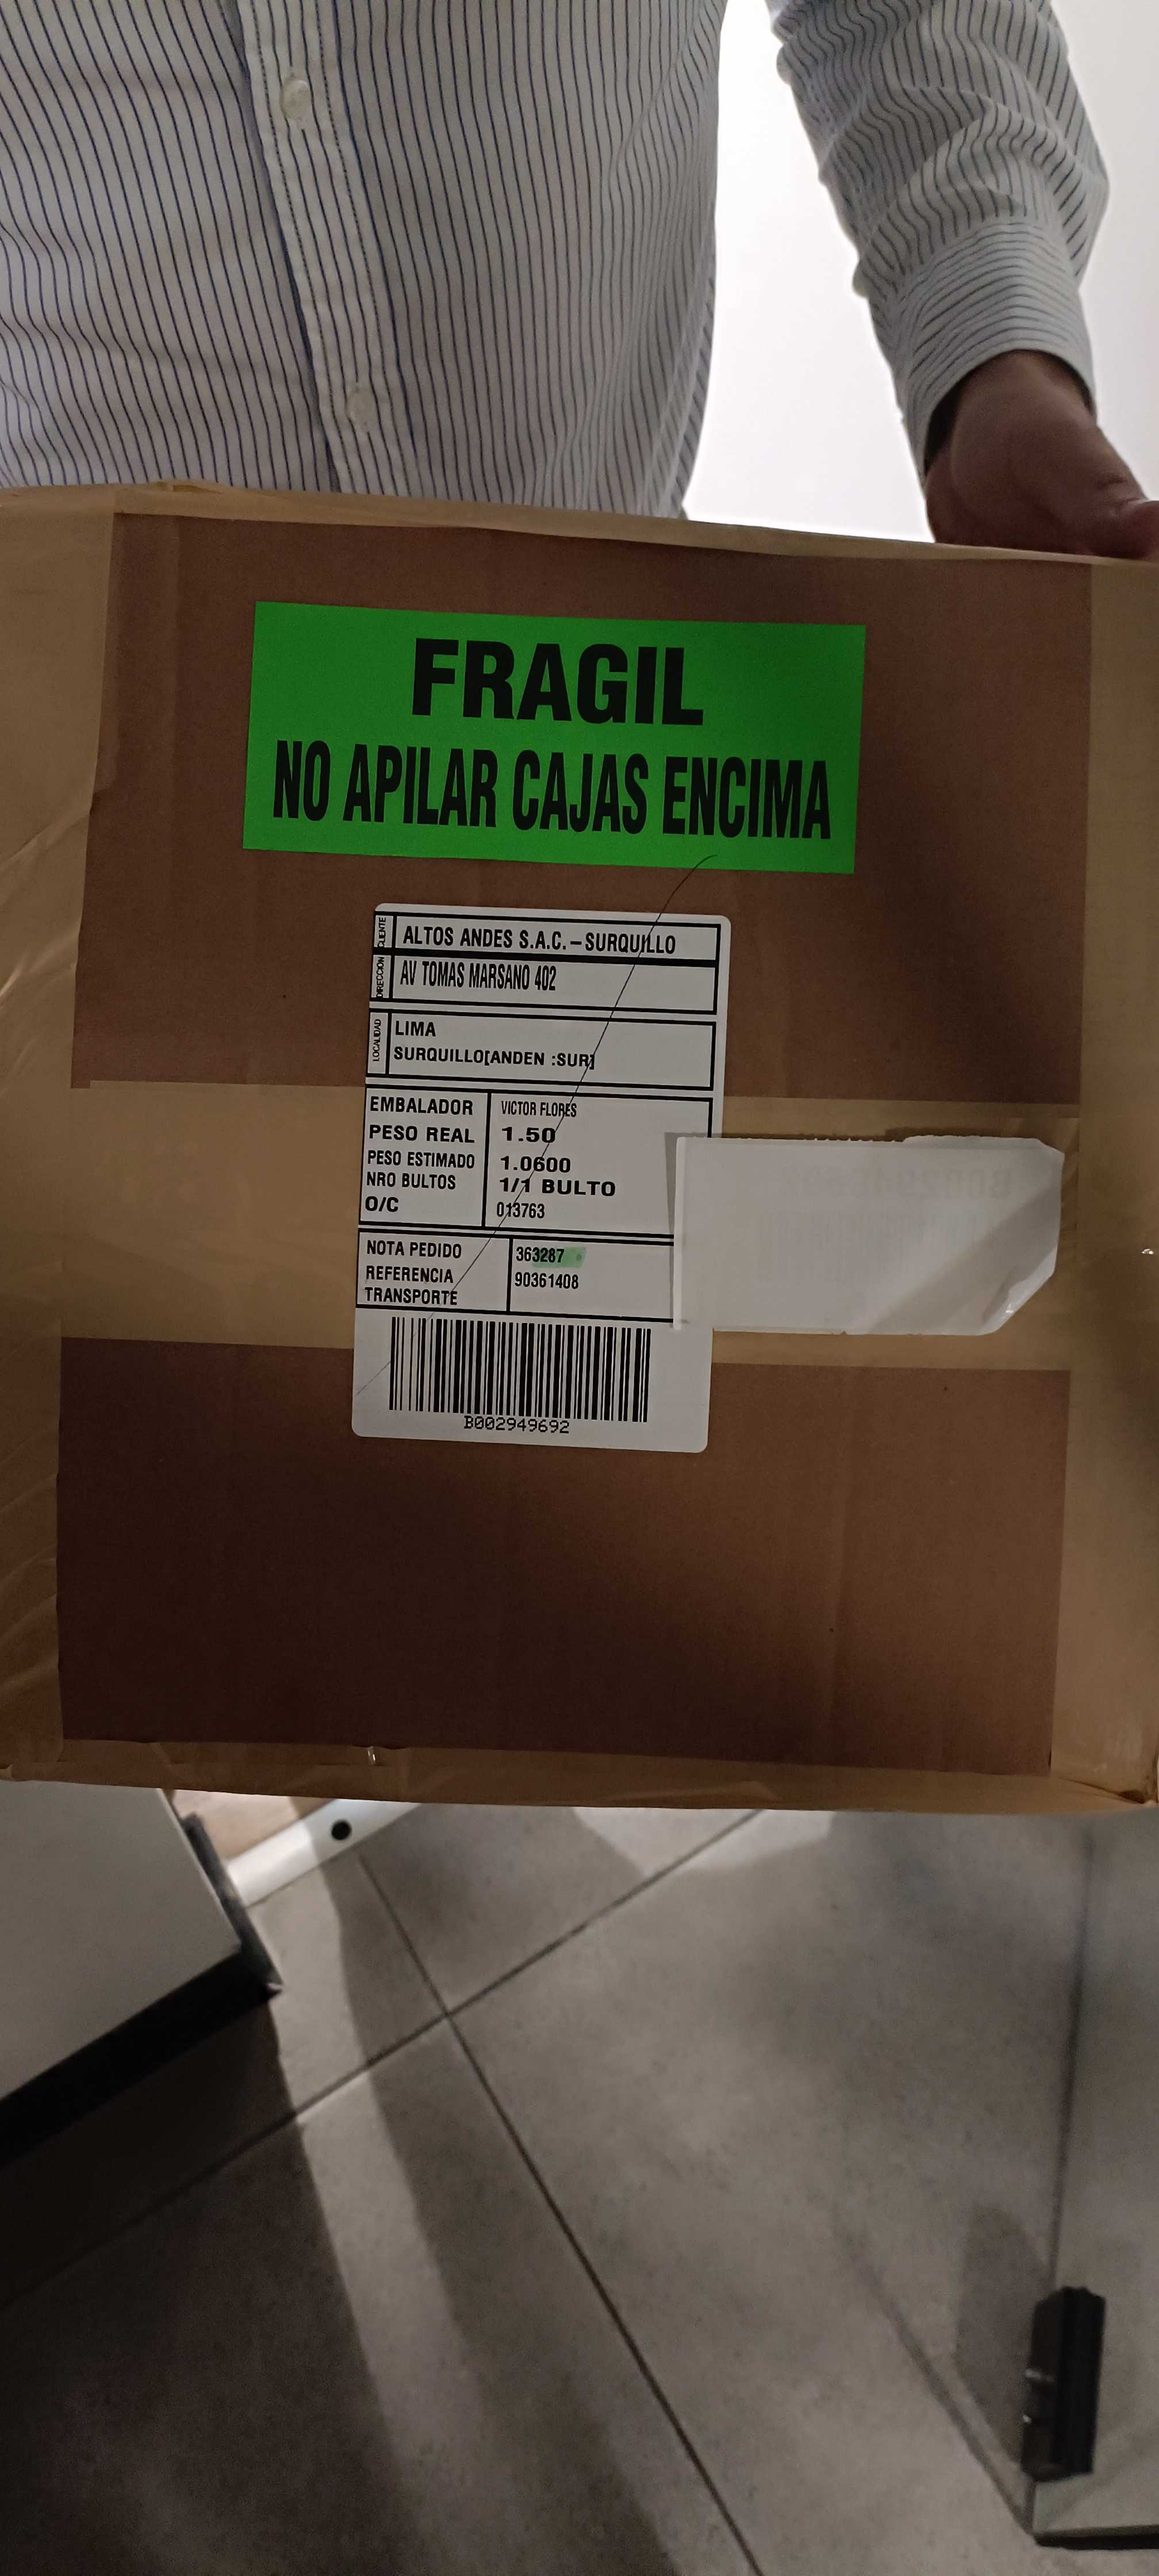 FRAGIL
NO APILAR CAJAS ENCIMA
CLIENTE ALTOS ANDES S.A.C. - SURQUILLO
DIRECCION AV TOMAS MARSANO 402
LOCALIDAD LIMA
SURQUILLO[ANDEN :SUR]
EMBALADOR VICTOR FLORES
PESO REAL 1.50
PESO ESTIMADO 1.0600
NRO BULTOS 1/1 BULTO
O/C 013763
NOTA PEDIDO 363287
REFERENCIA 90361408
TRANSPORTE
B002949692